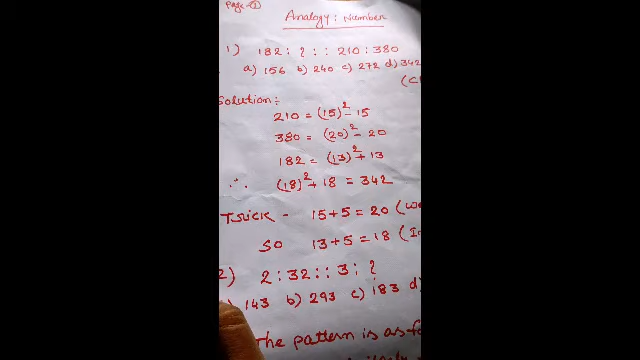 Page-2
Analogy: Number
1) 182 : ? : : 210 : 380
a) 156 b) 240 c) 272 d) 342
Solution:
210 = (15)² - 15
380 = (20)² - 20
182 = (13)² + 13
∴ (18)² + 18 = 342
Trick - 15 + 5 = 20
So 13 + 5 = 18
2) 2 : 32 : : 3 : ?
143 b) 293 c) 183 d)
The pattern is as